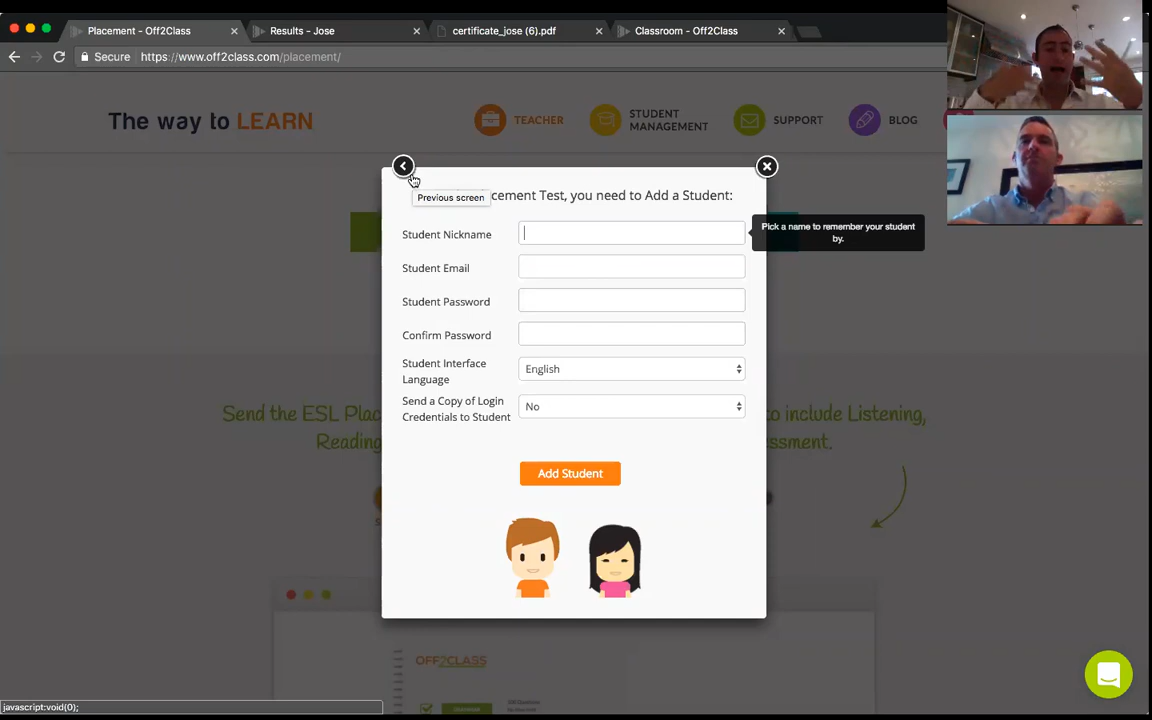 Placement - Off2Class
Results - Jose
certificate_jose (6).pdf
Classroom - Off2Class
Secure
https://www.off2class.com/placement/
The way to LEARN
TEACHER
STUDENT
MANAGEMENT
SUPPORT
BLOG
cement Test, you need to Add a Student:
Previous screen
Student Nickname
Pick a name to remember your student
by.
Student Email
Student Password
Confirm Password
Student Interface
Language
English
Send a Copy of Login
Credentials to Student
No
Send the ESL Pla
to include Listening,
Reading
ssment.
Add Student
OFF2CLASS
javascript:void(0);